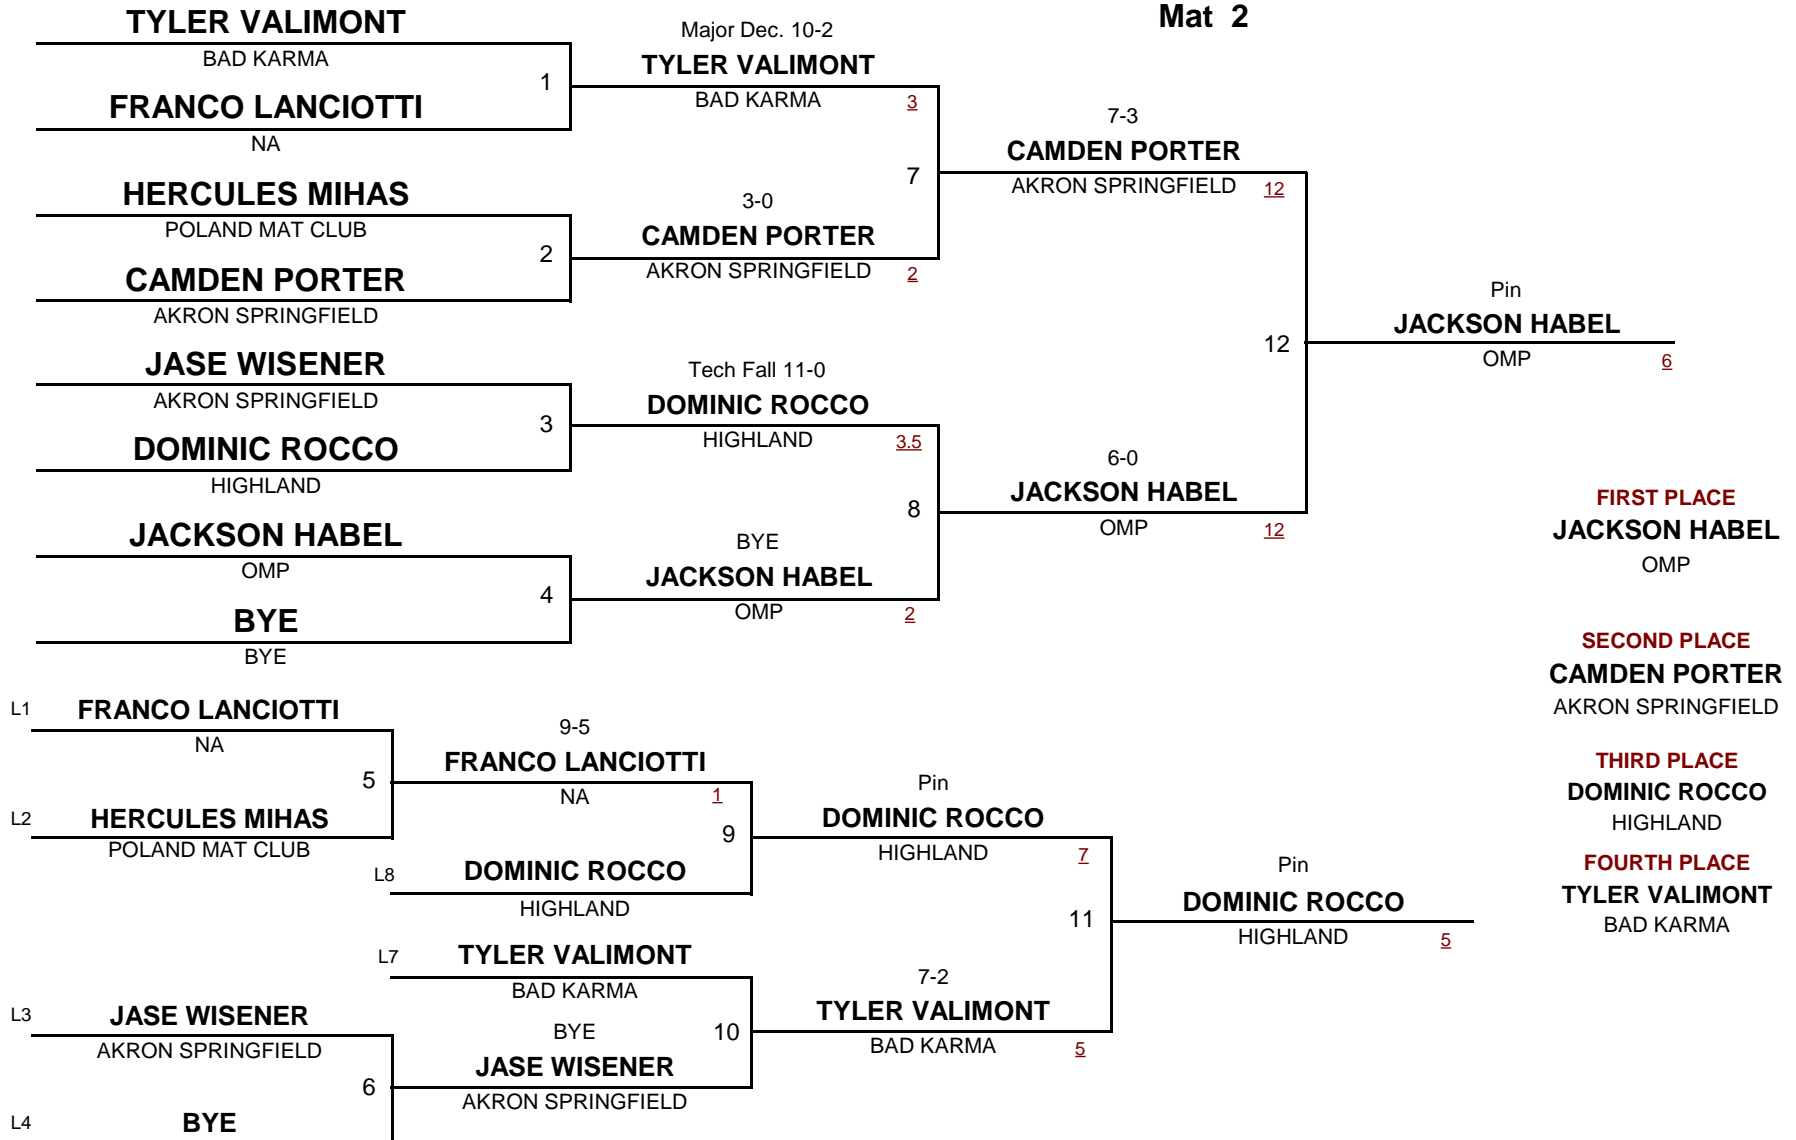 Mat 2
TYLER VALIMONT
BAD KARMA
1
FRANCO LANCIOTTI
NA
HERCULES MIHAS
POLAND MAT CLUB
2
CAMDEN PORTER
AKRON SPRINGFIELD
JASE WISENER
AKRON SPRINGFIELD
3
DOMINIC ROCCO
HIGHLAND
JACKSON HABEL
OMP
4
BYE
BYE
Major Dec. 10-2
TYLER VALIMONT
BAD KARMA 3
7
3-0
CAMDEN PORTER
AKRON SPRINGFIELD 2
Tech Fall 11-0
DOMINIC ROCCO
HIGHLAND 3.5
8
BYE
JACKSON HABEL
OMP 2
7-3
CAMDEN PORTER
AKRON SPRINGFIELD 12
12
6-0
JACKSON HABEL
OMP 12
Pin
JACKSON HABEL
OMP 6
FIRST PLACE
JACKSON HABEL
OMP
SECOND PLACE
CAMDEN PORTER
AKRON SPRINGFIELD
THIRD PLACE
DOMINIC ROCCO
HIGHLAND
FOURTH PLACE
TYLER VALIMONT
BAD KARMA
L1 FRANCO LANCIOTTI
NA
5
L2 HERCULES MIHAS
POLAND MAT CLUB
L3 JASE WISENER
AKRON SPRINGFIELD
6
L4 BYE
9-5
FRANCO LANCIOTTI
NA 1
9
L8 DOMINIC ROCCO
HIGHLAND
L7 TYLER VALIMONT
BAD KARMA
10
BYE
JASE WISENER
AKRON SPRINGFIELD
Pin
DOMINIC ROCCO
HIGHLAND 7
11
7-2
TYLER VALIMONT
BAD KARMA 5
Pin
DOMINIC ROCCO
HIGHLAND 5